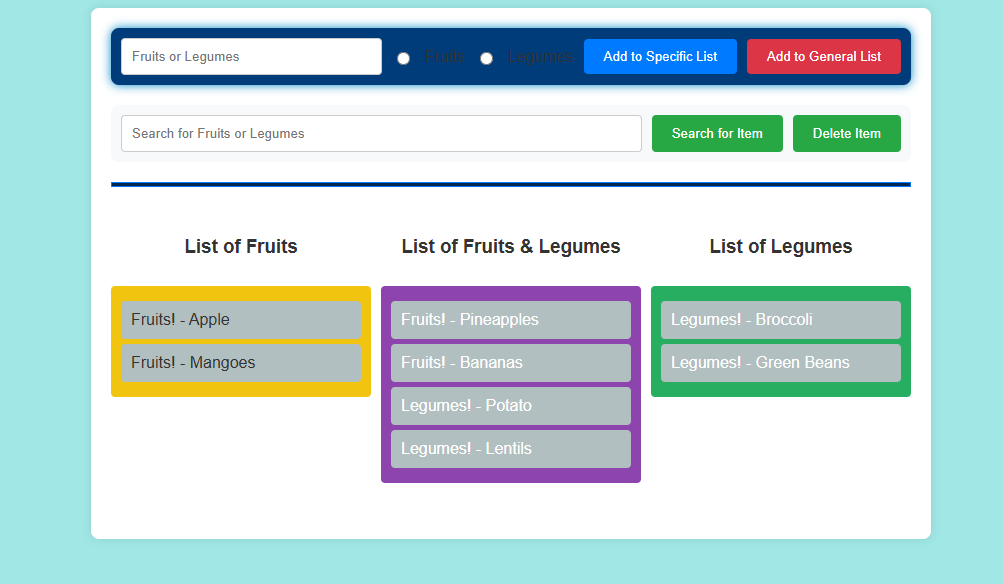 Fruits or Legumes Fruits Legumes Add to Specific List Add to General List
Search for Fruits or Legumes Search for Item Delete Item
List of Fruits List of Fruits & Legumes List of Legumes
Fruits! - Apple Fruits! - Pineapples Legumes! - Broccoli
Fruits! - Mangoes Fruits! - Bananas Legumes! - Green Beans
Legumes! - Potato
Legumes! - Lentils